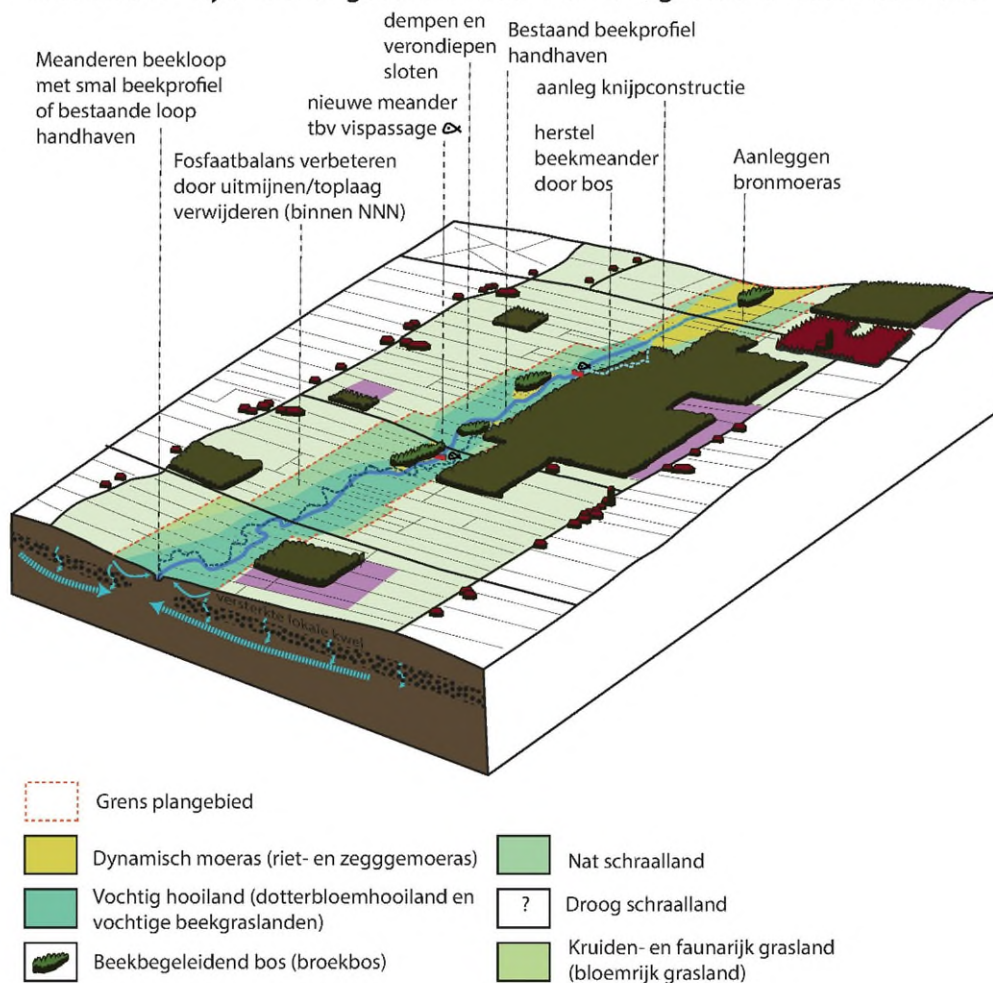 dempen en
verondiepen
sloten
Bestaand beekprofiel
handhaven
Meanderen beekloop
met smal beekprofiel
of bestaande loop
handhaven
nieuwe meander
tbv vispassage
aanleg knijpconstructie
herstel
beekmeander
door bos
Aanleggen
bronmoeras
Fosfaatbalans verbeteren
door uitmijnen/toplaag
verwijderen (binnen NNN)
versterkte lokale kwel
Grens plangebied
Dynamisch moeras (riet- en zegggemoeras)
Vochtig hooiland (dotterbloemhooiland en
vochtige beekgraslanden)
Beekbegeleidend bos (broekbos)
Nat schraalland
? Droog schraalland
Kruiden- en faunarijk grasland
(bloemrijk grasland)